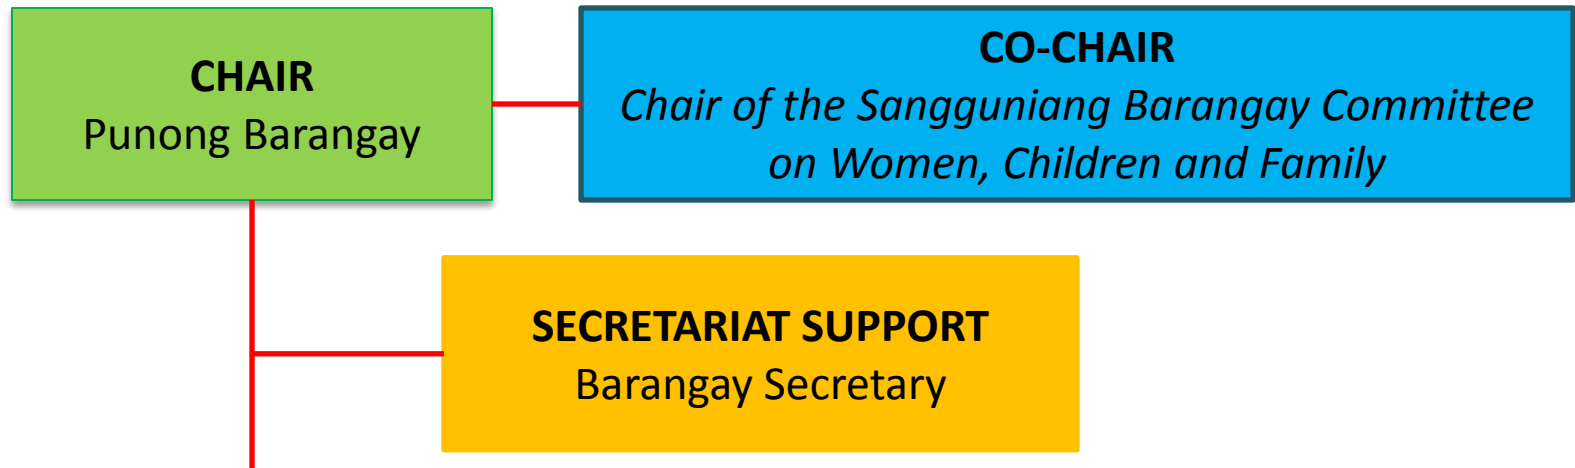 CHAIR
Punong Barangay
CO-CHAIR
Chair of the Sangguniang Barangay Committee
on Women, Children and Family
SECRETARIAT SUPPORT
Barangay Secretary